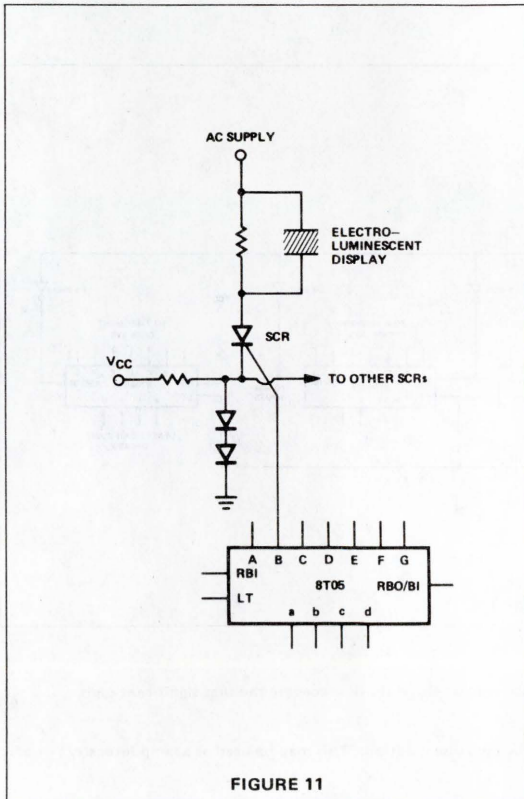 AC SUPPLY
ELECTRO–
LUMINESCENT
DISPLAY
SCR
VCC
TO OTHER SCRs
A B C D E F G
RBI
8T05
RBO/BI
LT
a b c d
FIGURE 11